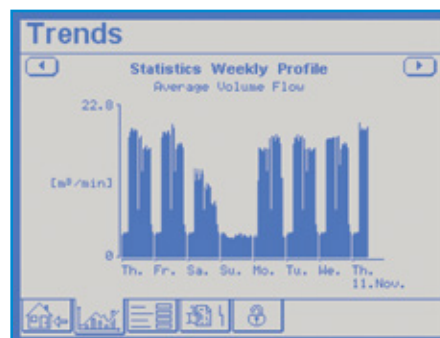 Trends
Statistics Weekly Profile
Average Volume Flow
22.8
[m³/min]
0
Th. Fr. Sa. Su. Mo. Tu. We. Th.
11.Nov.